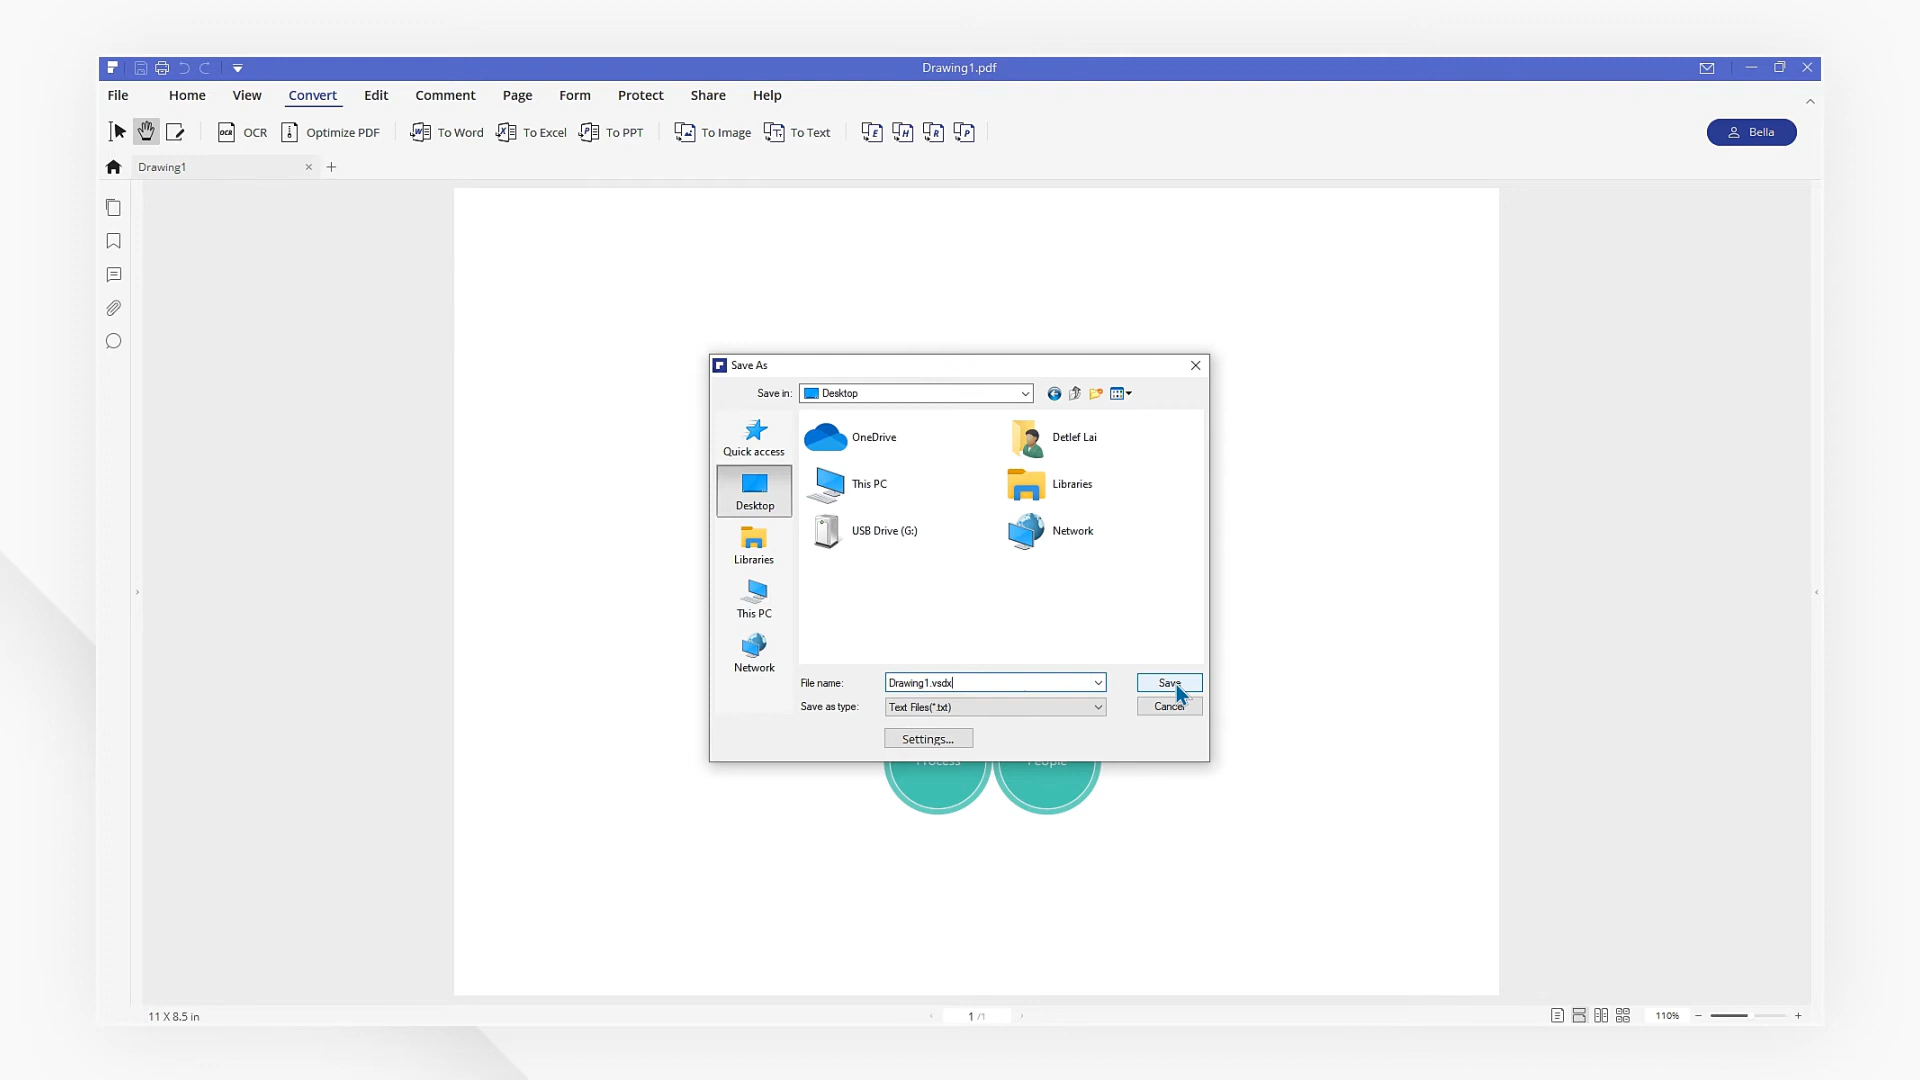 Drawing1.pdf
File Home View Convert Edit Comment Page Form Protect Share Help
OCR OCR Optimize PDF To Word To Excel To PPT To Image To Text E H R P Bella
Drawing1
Save As
Save in: Desktop
Quick access
Desktop
Libraries
This PC
Network
OneDrive Detlef Lai
This PC Libraries
USB Drive (G:) Network
File name: Drawing1.vsdx Save
Save as type: Text Files(*.txt) Cancel
Settings...
Process People
11 X 8.5 in 1 /1 110%